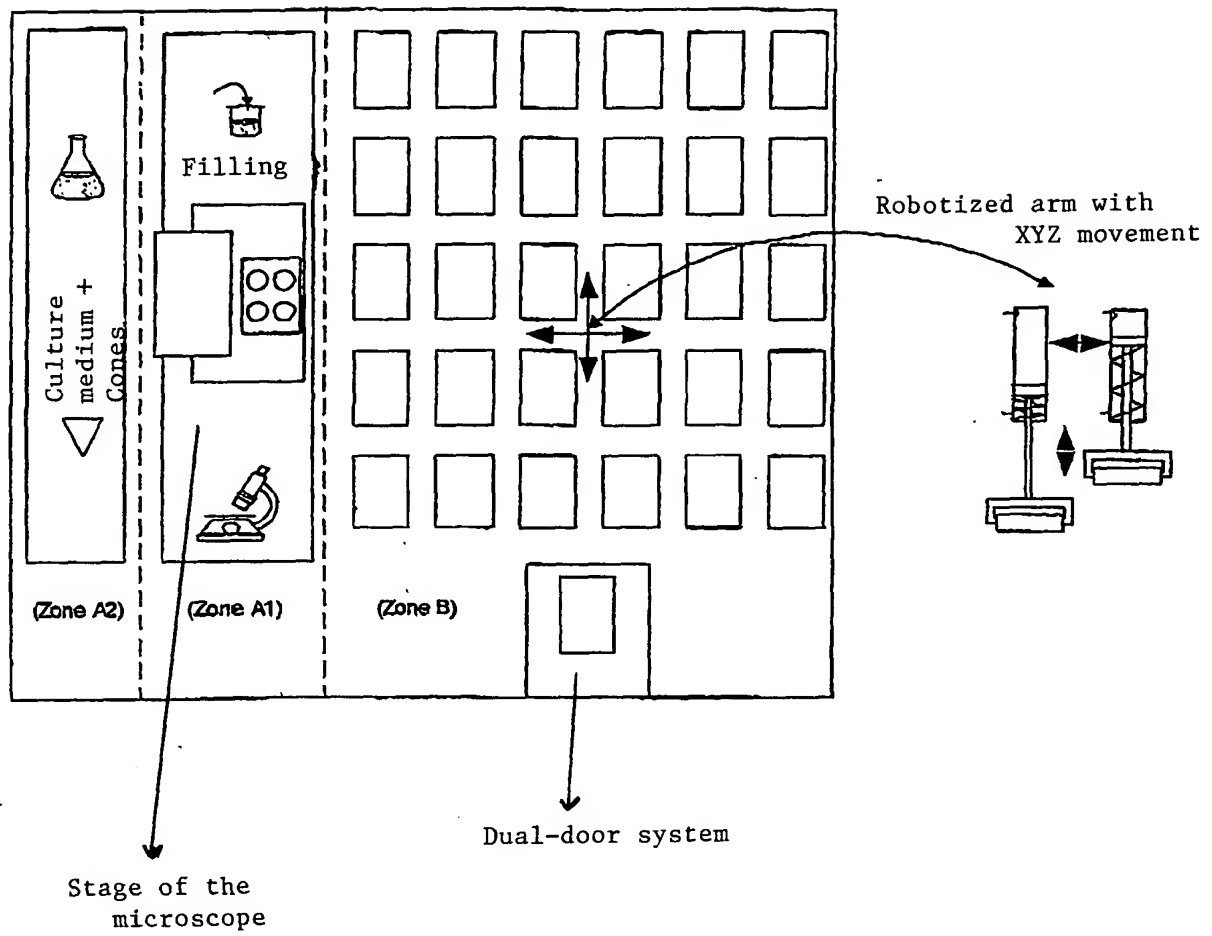 Filling
Robotized arm with
XYZ movement
Culture
medium +
Cones
(Zone A2)
(Zone A1)
(Zone B)
Dual-door system
Stage of the
microscope